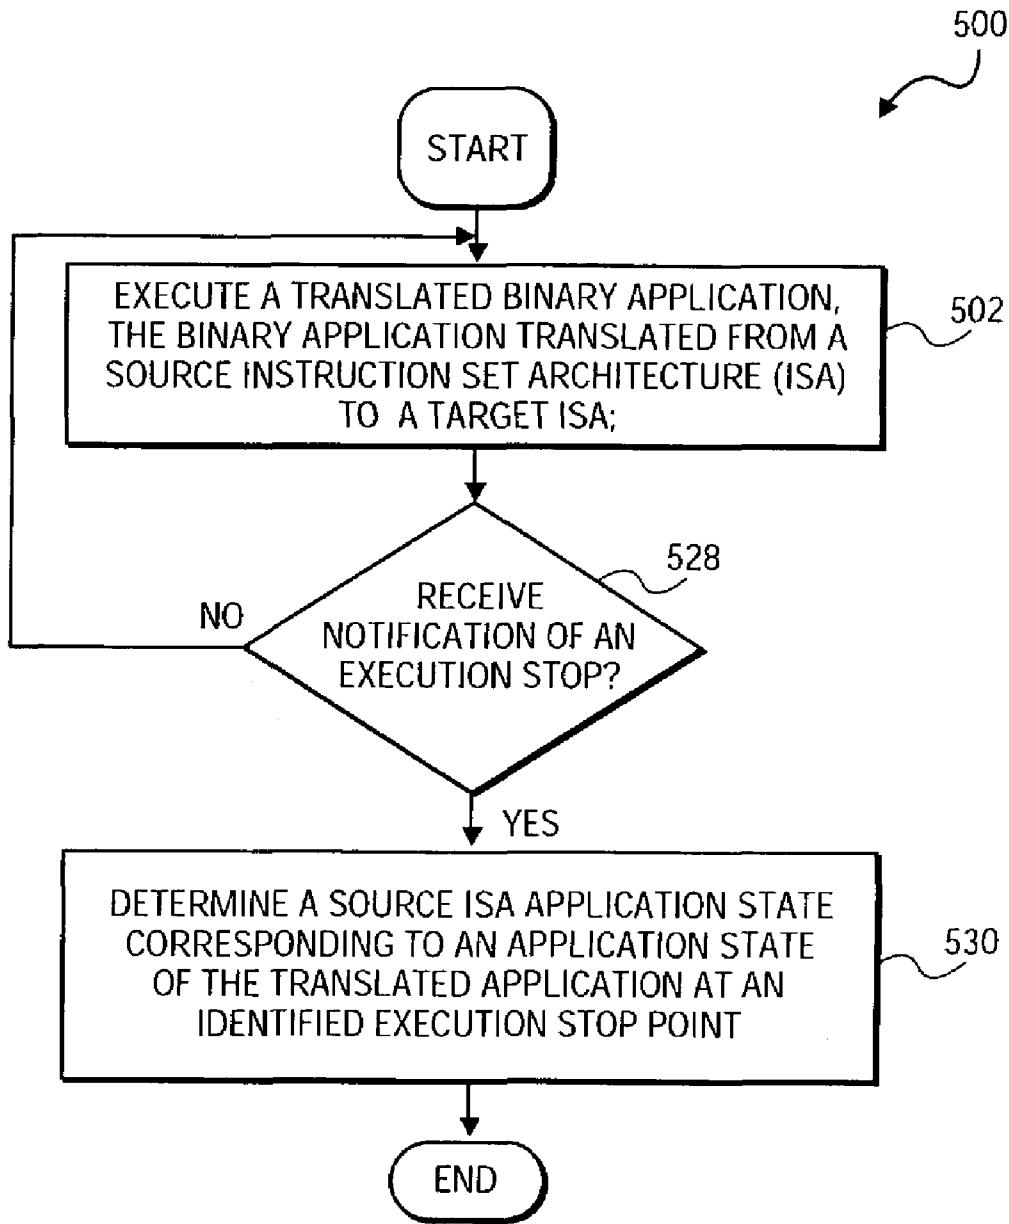 500
START
EXECUTE A TRANSLATED BINARY APPLICATION,
THE BINARY APPLICATION TRANSLATED FROM A
SOURCE INSTRUCTION SET ARCHITECTURE (ISA)
TO A TARGET ISA;
502
528
RECEIVE
NOTIFICATION OF AN
EXECUTION STOP?
NO
YES
DETERMINE A SOURCE ISA APPLICATION STATE
CORRESPONDING TO AN APPLICATION STATE
OF THE TRANSLATED APPLICATION AT AN
IDENTIFIED EXECUTION STOP POINT
530
END